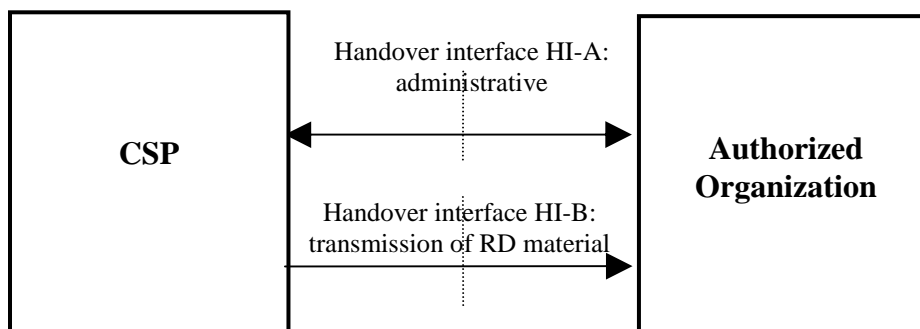 Handover interface HI-A:
administrative
CSP
Authorized
Organization
Handover interface HI-B:
transmission of RD material